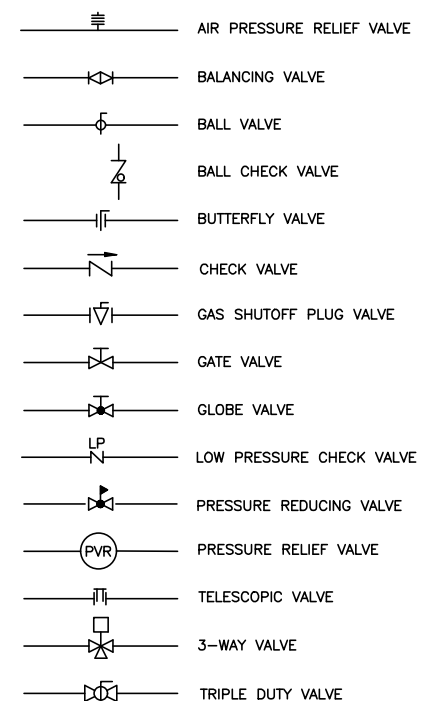 AIR PRESSURE RELIEF VALVE
BALANCING VALVE
BALL VALVE
BALL CHECK VALVE
BUTTERFLY VALVE
CHECK VALVE
GAS SHUTOFF PLUG VALVE
GATE VALVE
GLOBE VALVE
LP LOW PRESSURE CHECK VALVE
PRESSURE REDUCING VALVE
PVR PRESSURE RELIEF VALVE
TELESCOPIC VALVE
3-WAY VALVE
TRIPLE DUTY VALVE